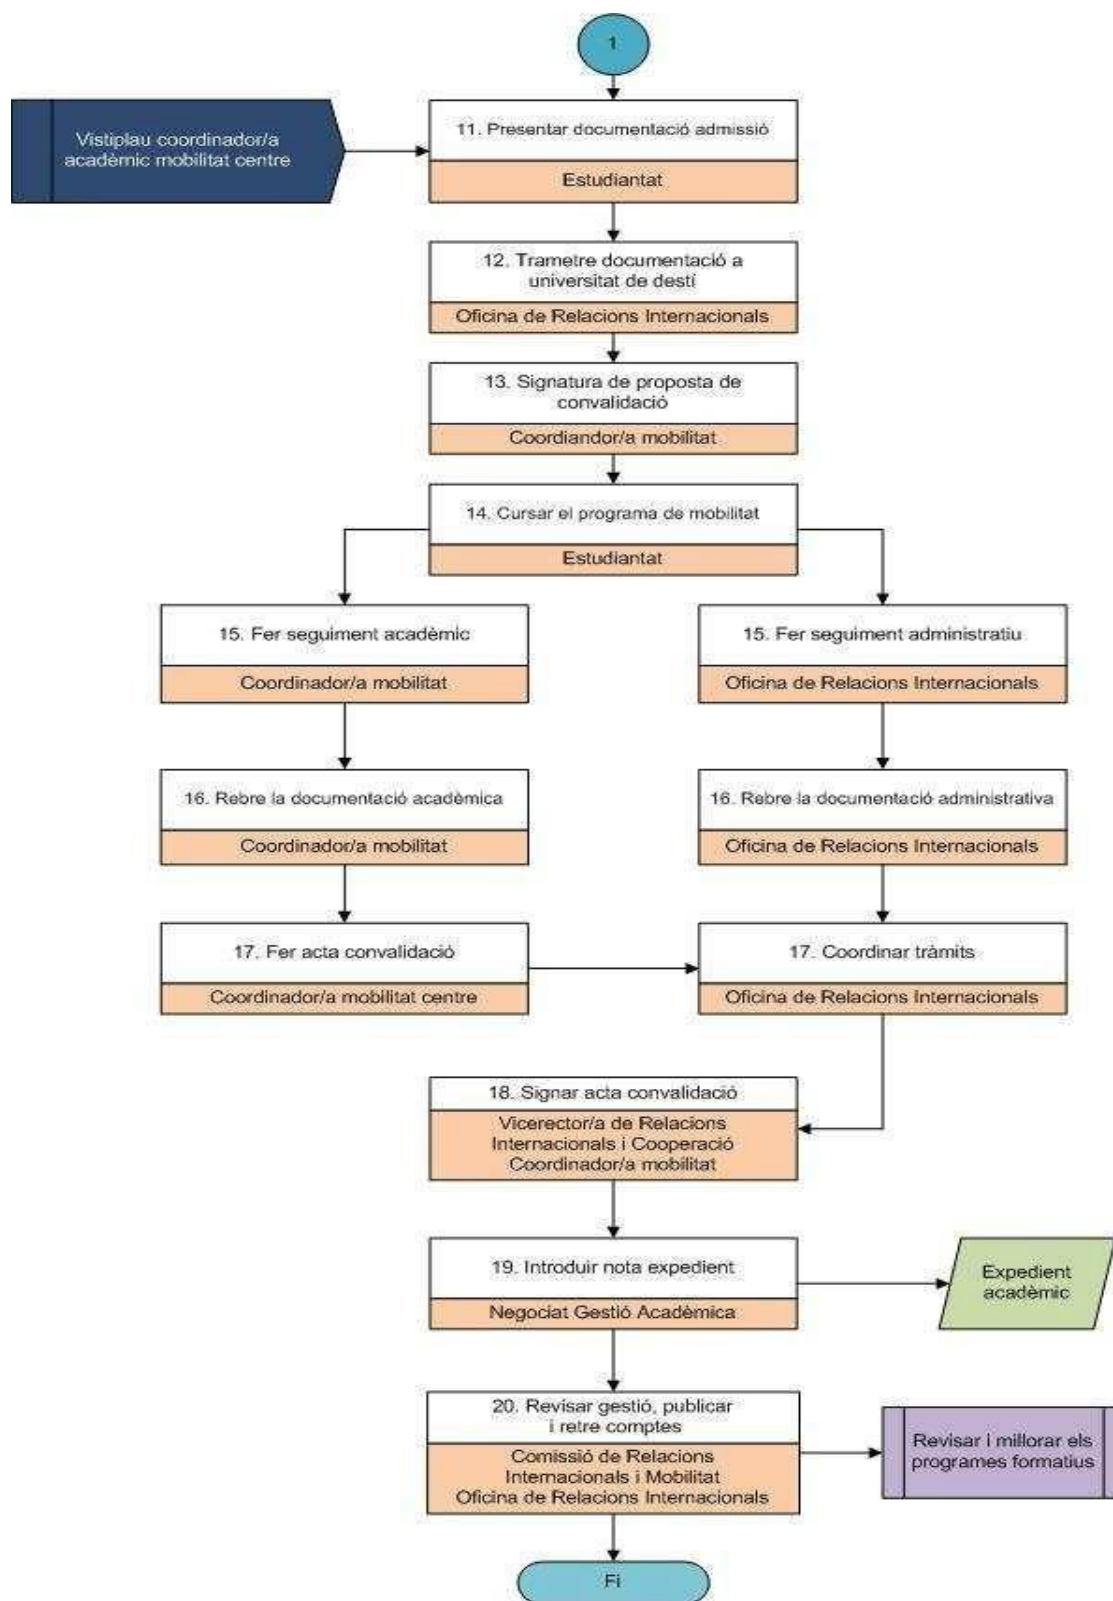 1
Vistiplau coordinador/a
acadèmic mobilitat centre
11. Presentar documentació admissió
Estudiantat
12. Trametre documentació a
universitat de destí
Oficina de Relacions Internacionals
13. Signatura de proposta de
convalidació
Coordiandor/a mobilitat
14. Cursar el programa de mobilitat
Estudiantat
15. Fer seguiment acadèmic
Coordinador/a mobilitat
15. Fer seguiment administratiu
Oficina de Relacions Internacionals
16. Rebre la documentació acadèmica
Coordinador/a mobilitat
16. Rebre la documentació administrativa
Oficina de Relacions Internacionals
17. Fer acta convalidació
Coordinador/a mobilitat centre
17. Coordinar tràmits
Oficina de Relacions Internacionals
18. Signar acta convalidació
Vicerector/a de Relacions
Internacionals i Cooperació
Coordinador/a mobilitat
19. Introduir nota expedient
Negociat Gestió Acadèmica
Expedient
acadèmic
20. Revisar gestió, publicar
i retre comptes
Comissió de Relacions
Internacionals i Mobilitat
Oficina de Relacions Internacionals
Revisar i millorar els
programes formatius
Fi